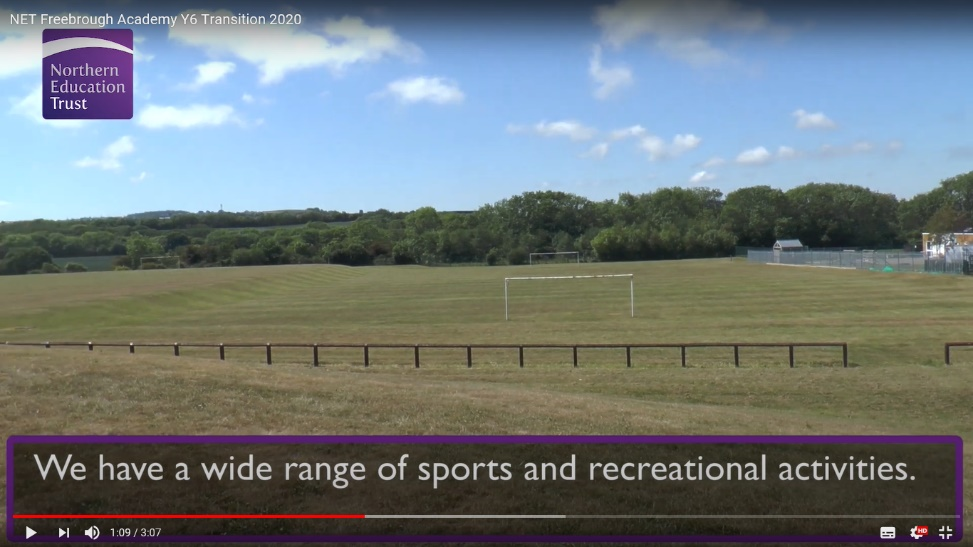 NET Freebrough Academy Y6 Transition 2020
Northern
Education
Trust
We have a wide range of sports and recreational activities.
1:09 / 3:07
HD